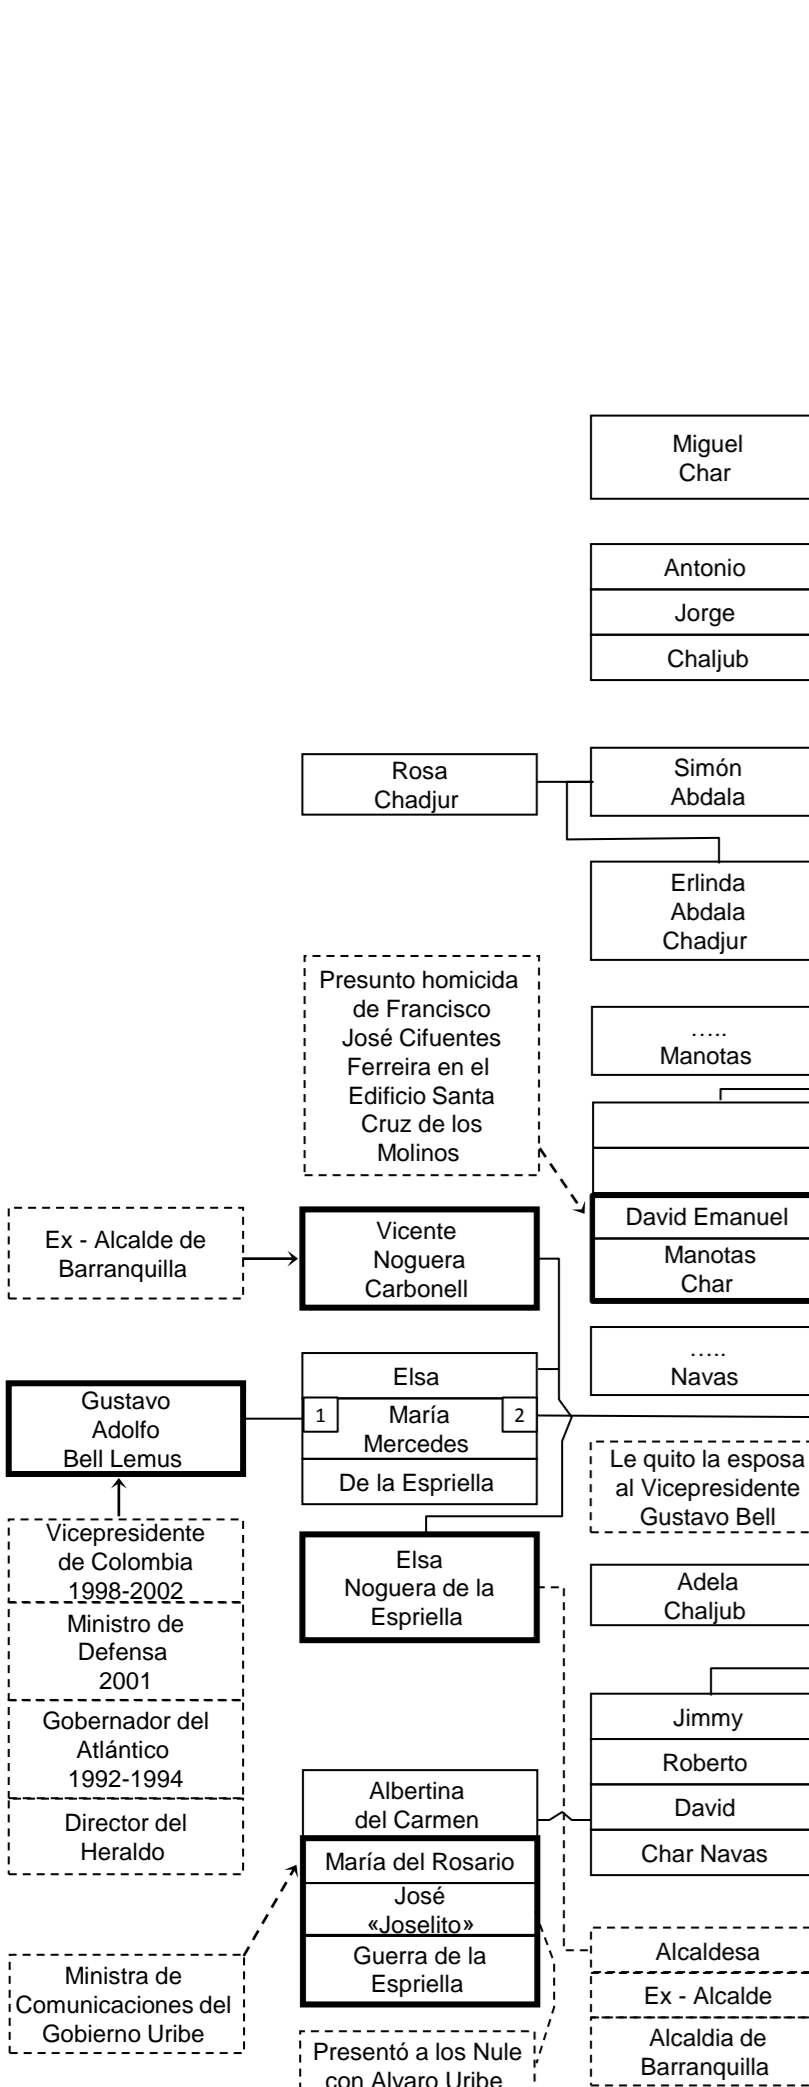 Miguel
Char
Antonio
Jorge
Chaljub
Rosa
Chadjur
Simón
Abdala
Erlinda
Abdala
Chadjur
Presunto homicida
de Francisco
José Cifuentes
Ferreira en el
Edificio Santa
Cruz de los
Molinos
…..
Manotas
David Emanuel
Manotas
Char
Ex - Alcalde de
Barranquilla
Vicente
Noguera
Carbonell
…..
Navas
Gustavo
Adolfo
Bell Lemus
Elsa
1
María
Mercedes
2
De la Espriella
Le quito la esposa
al Vicepresidente
Gustavo Bell
Vicepresidente
de Colombia
1998-2002
Ministro de
Defensa
2001
Gobernador del
Atlántico
1992-1994
Director del
Heraldo
Elsa
Noguera de la
Espriella
Adela
Chaljub
Jimmy
Roberto
David
Char Navas
Albertina
del Carmen
María del Rosario
José
«Joselito»
Guerra de la
Espriella
Ministra de
Comunicaciones del
Gobierno Uribe
Alcaldesa
Ex - Alcalde
Alcaldia de
Barranquilla
Presentó a los Nule
con Alvaro Uribe